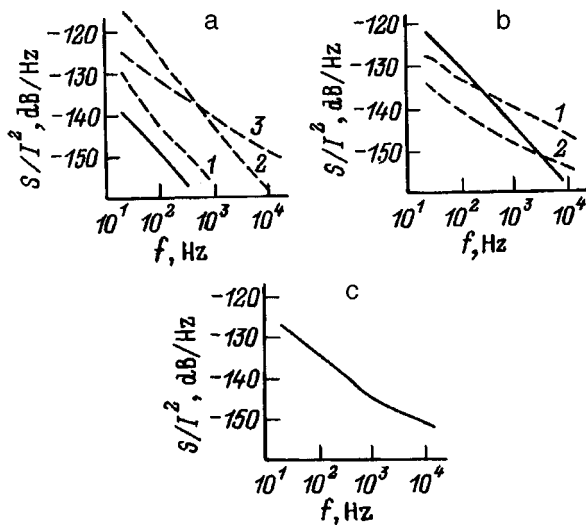 a
S/I², dB/Hz
-120
-130
-140
-150
1
2
3
10¹ 10² 10³ 10⁴
f, Hz
b
S/I², dB/Hz
-120
-130
-140
-150
1
2
10¹ 10² 10³ 10⁴
f, Hz
c
S/I², dB/Hz
-120
-130
-140
-150
10¹ 10² 10³ 10⁴
f, Hz